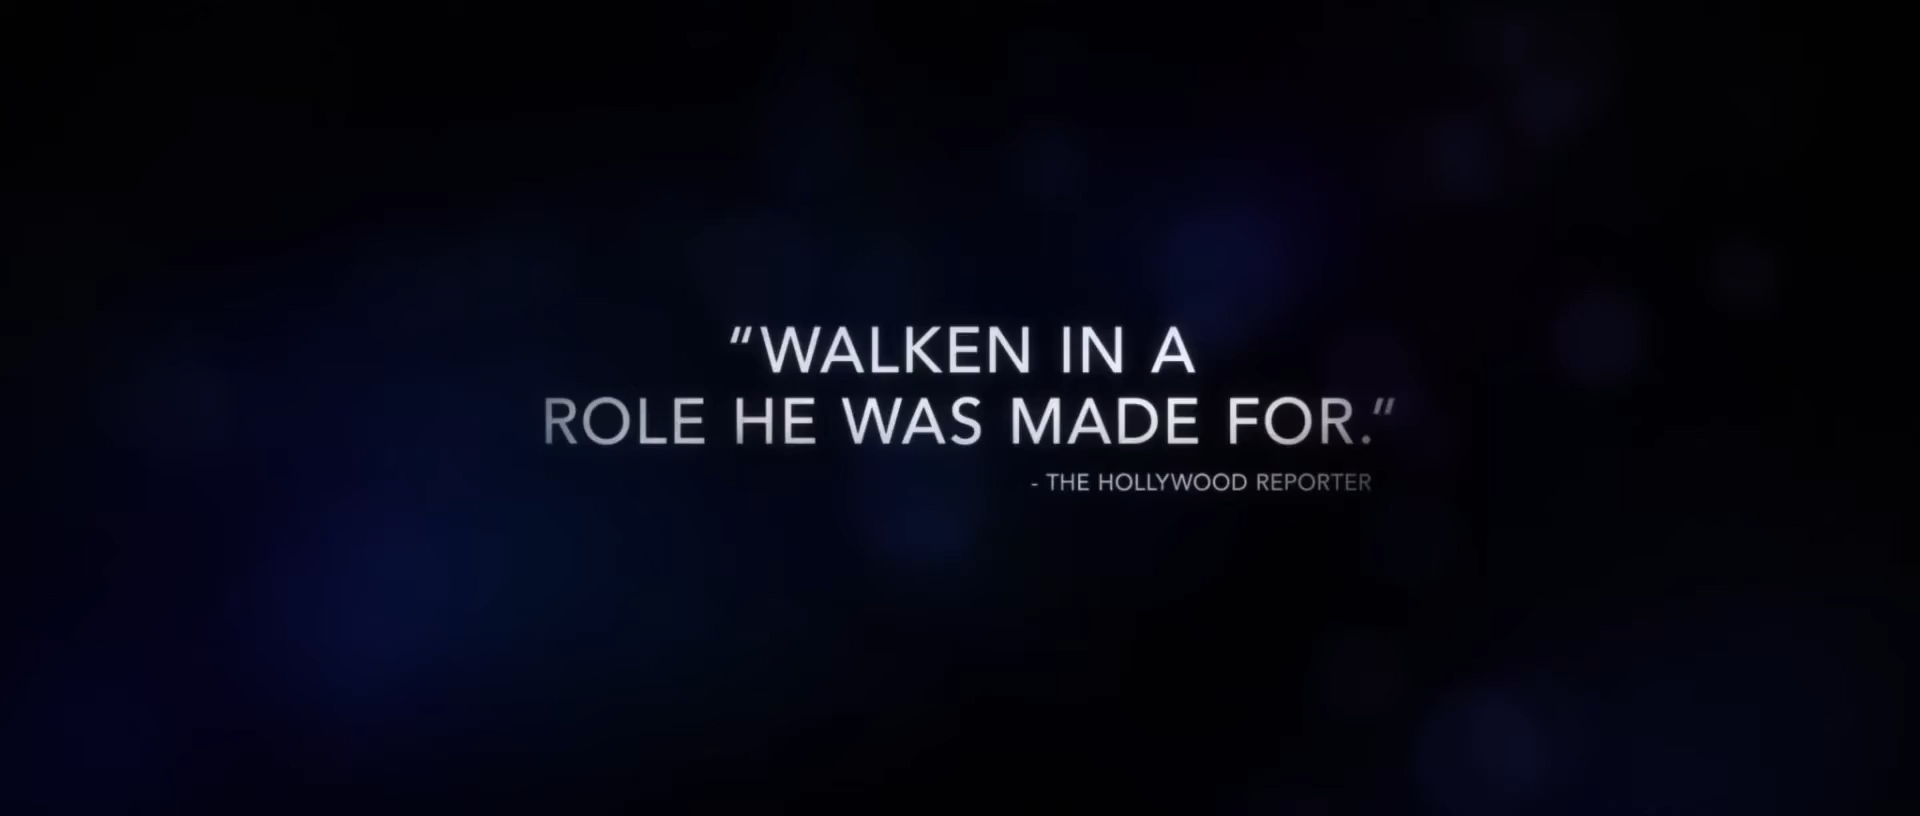 “WALKEN IN A
ROLE HE WAS MADE FOR.”
- THE HOLLYWOOD REPORTER